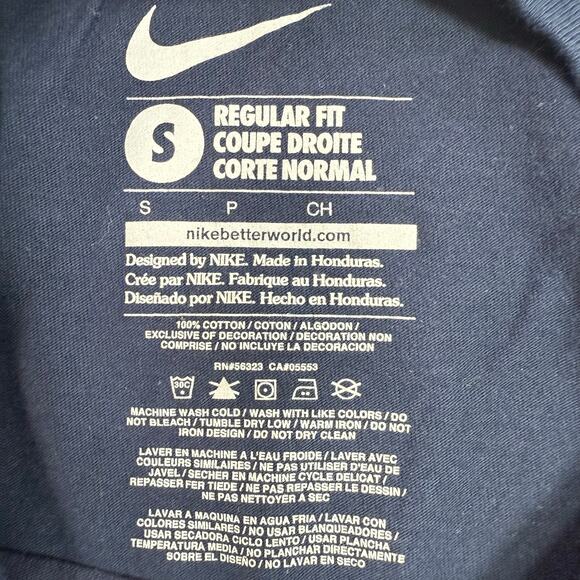 S
REGULAR FIT
COUPE DROITE
CORTE NORMAL
S P CH
nikebetterworld.com
Designed by NIKE. Made in Honduras.
Crée par NIKE. Fabrique au Honduras.
Diseñado por NIKE. Hecho en Honduras.
100% COTTON / COTON / ALGODON /
EXCLUSIVE OF DECORATION / DECORATION NON
COMPRISE / NO INCLUYE LA DECORACION
RN#56323 CA#05553
30C
MACHINE WASH COLD / WASH WITH LIKE COLORS / DO
NOT BLEACH / TUMBLE DRY LOW / WARM IRON / DO NOT
IRON DESIGN / DO NOT DRY CLEAN
LAVER EN MACHINE A L'EAU FROIDE / LAVER AVEC
COULEURS SIMILAIRES / NE PAS UTILISER D'EAU DE
JAVEL / SECHER EN MACHINE CYCLE DELICAT /
REPASSER FER TIEDE / NE PAS REPASSER LE DESSIN /
NE PAS NETTOYER A SEC
LAVAR A MAQUINA EN AGUA FRIA / LAVAR CON
COLORES SIMILARES / NO USAR BLANQUEADORES /
USAR SECADORA CICLO LENTO / USAR PLANCHA
TEMPERATURA MEDIA / NO PLANCHAR DIRECTAMENTE
SOBRE EL DISEÑO / NO LAVAR EN SECO